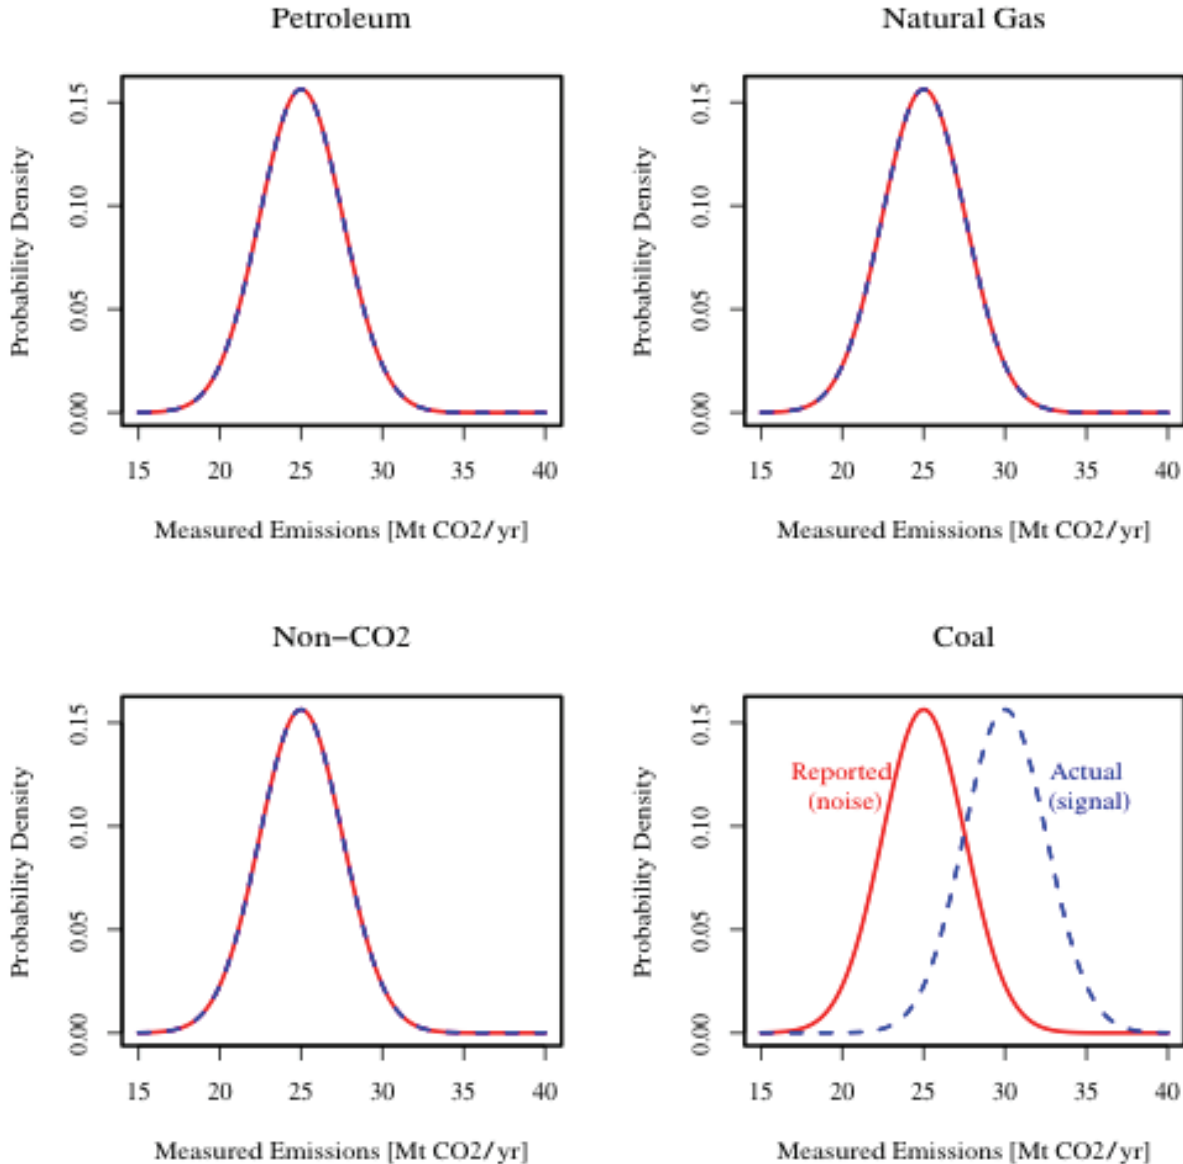 Petroleum
Probability Density
0.00 0.05 0.10 0.15
15 20 25 30 35 40
Measured Emissions [Mt CO2/yr]
Natural Gas
Probability Density
0.00 0.05 0.10 0.15
15 20 25 30 35 40
Measured Emissions [Mt CO2/yr]
Non−CO2
Probability Density
0.00 0.05 0.10 0.15
15 20 25 30 35 40
Measured Emissions [Mt CO2/yr]
Coal
Probability Density
0.00 0.05 0.10 0.15
Reported
(noise)
Actual
(signal)
15 20 25 30 35 40
Measured Emissions [Mt CO2/yr]